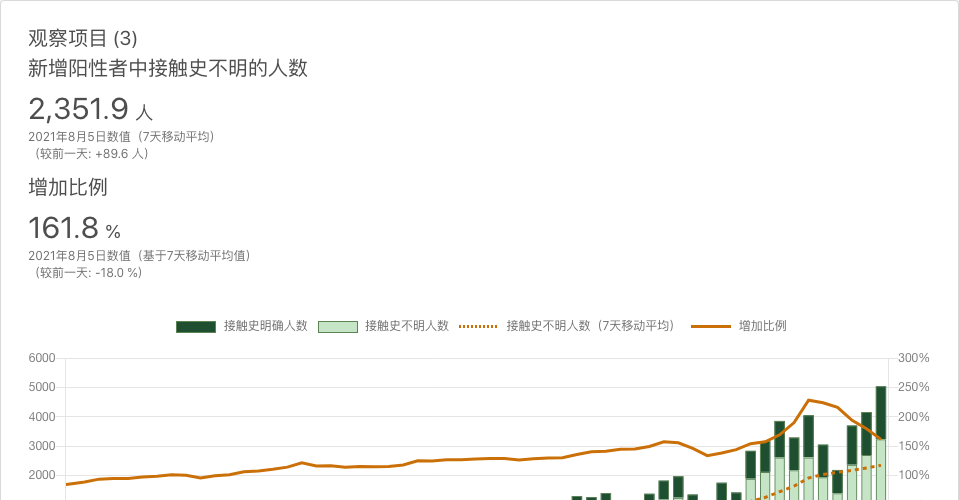 观察项目 (3)
新增阳性者中接触史不明的人数
2,351.9 人
2021年8月5日数值（7天移动平均）
（较前一天: +89.6 人）
增加比例
161.8 %
2021年8月5日数值（基于7天移动平均值）
（较前一天: -18.0 %）
接触史明确人数 接触史不明人数 接触史不明人数（7天移动平均） 增加比例
6000 300%
5000 250%
4000 200%
3000 150%
2000 100%